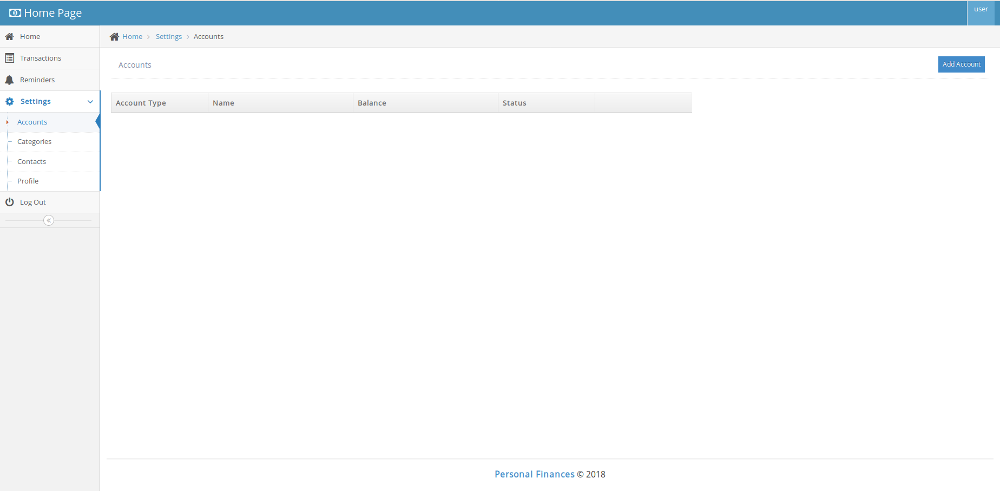 Home Page
user
Home
Transactions
Reminders
Settings
Accounts
Categories
Contacts
Profile
Log Out
Home > Settings > Accounts
Accounts
Add Account
Account Type Name Balance Status
Personal Finances © 2018